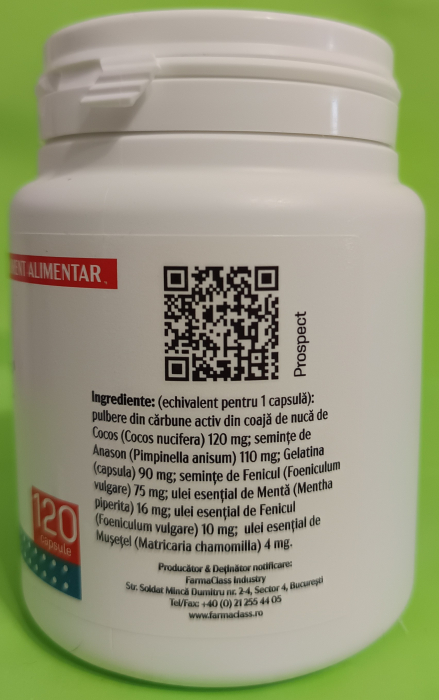 ENT ALIMENTAR
Prospect
Ingrediente: (echivalent pentru 1 capsulă):
pulbere din cărbune activ din coajă de nucă de
Cocos (Cocos nucifera) 120 mg; semințe de
Anason (Pimpinella anisum) 110 mg; Gelatina
(capsula) 90 mg; semințe de Fenicul (Foeniculum
vulgare) 75 mg; ulei esențial de Mentă (Mentha
piperita) 16 mg; ulei esențial de Fenicul
(Foeniculum vulgare) 10 mg; ulei esențial de
Mușețel (Matricaria chamomilla) 4 mg.
120
capsule
Producător & Deținător notificare:
FarmaClass Industry
Str. Soldat Mincă Dumitru nr. 2-4, Sector 4, București
Tel/Fax: +40 (0) 21 255 44 05
www.farmaclass.ro